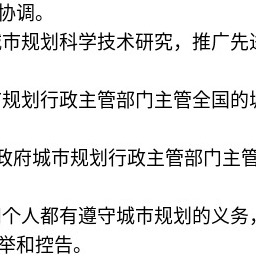 协调。
市规划科学技术研究，推广先
规划行政主管部门主管全国的
政府城市规划行政主管部门主管
个人都有遵守城市规划的义务，
举和控告。